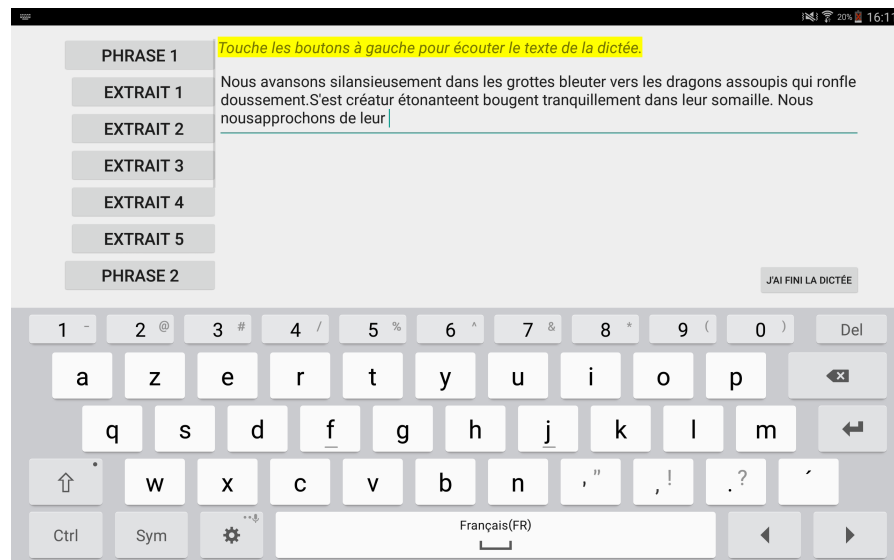 20% 16:11
PHRASE 1
EXTRAIT 1
EXTRAIT 2
EXTRAIT 3
EXTRAIT 4
EXTRAIT 5
PHRASE 2
Touche les boutons à gauche pour écouter le texte de la dictée.
Nous avansons silansieusement dans les grottes bleuter vers les dragons assoupis qui ronfle
doussement.S'est créatur étonanteent bougent tranquillement dans leur somaille. Nous
nousapprochons de leur
J'AI FINI LA DICTÉE
1 - 2 @ 3 # 4 / 5 % 6 ^ 7 & 8 * 9 ( 0 ) Del
a z e r t y u i o p
q s d f g h j k l m
w x c v b n ' " , ! . ? ´
Ctrl Sym Français(FR)